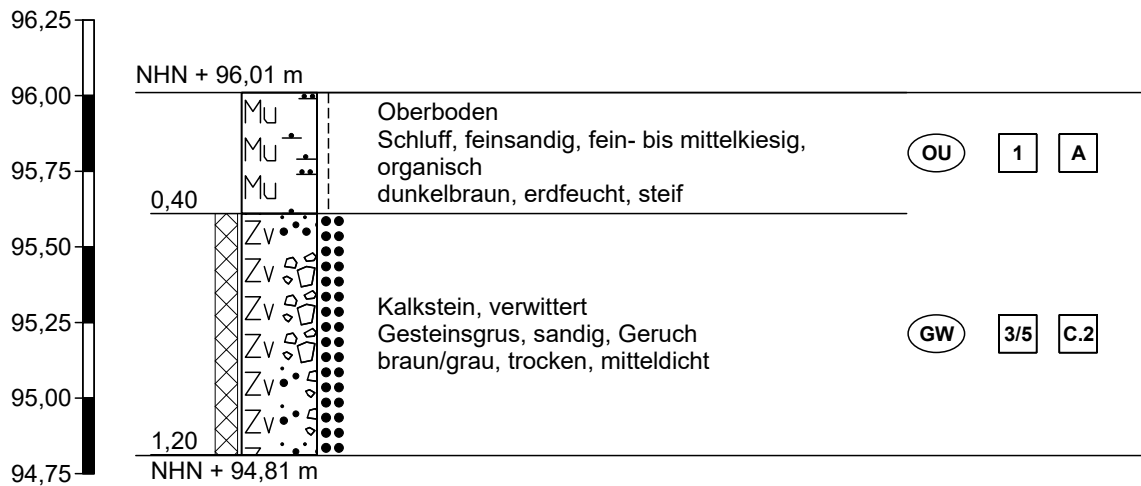 96,25
NHN + 96,01 m
96,00
Mu
Oberboden
Schluff, feinsandig, fein- bis mittelkiesig,
Mu
organisch
OU 1 A
95,75
Mu
dunkelbraun, erdfeucht, steif
0,40
Zv
95,50
Zv
Zv
Kalkstein, verwittert
95,25
Gesteinsgrus, sandig, Geruch
GW 3/5 C.2
Zv
braun/grau, trocken, mitteldicht
Zv
95,00
Zv
1,20
94,75
NHN + 94,81 m